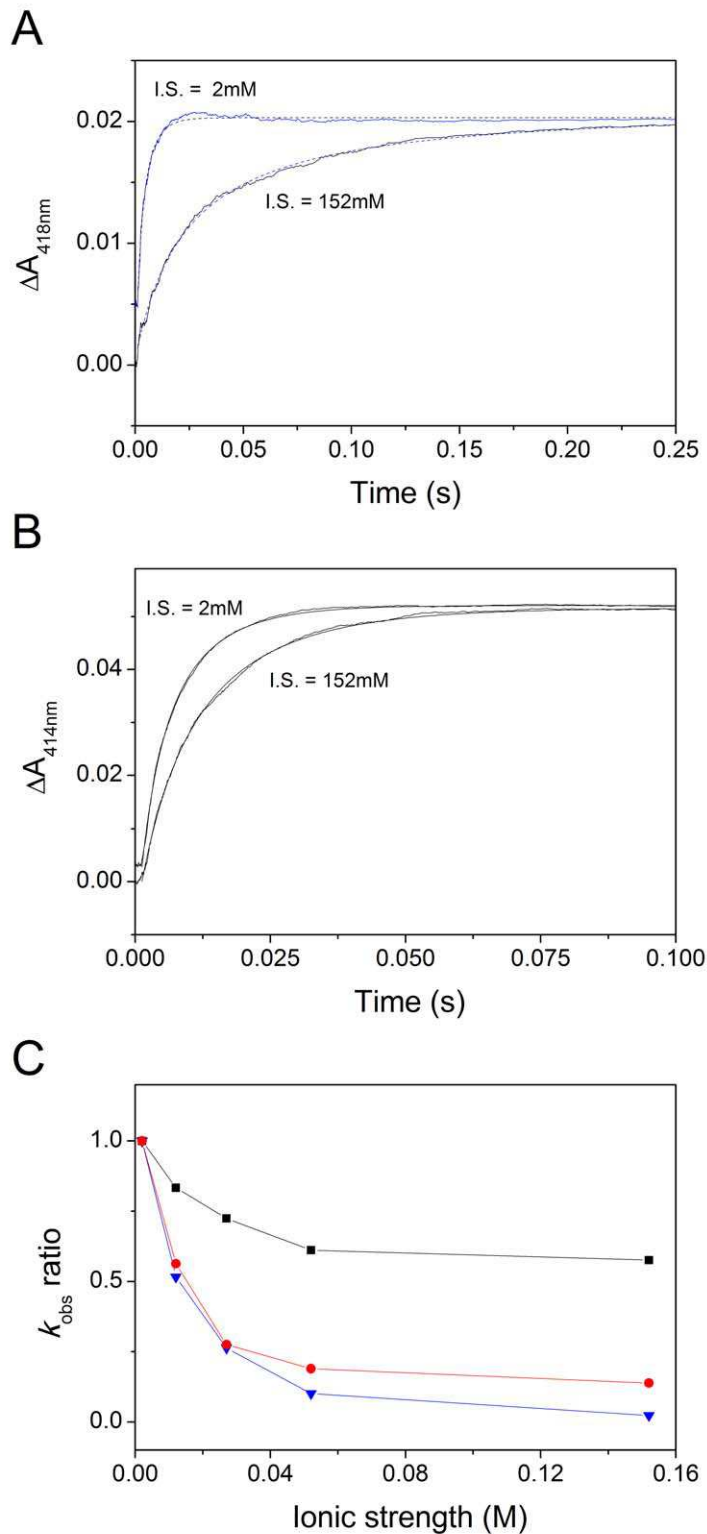 A
I.S. = 2mM
I.S. = 152mM
0.02
0.01
0.00
ΔA418nm
0.00 0.05 0.10 0.15 0.20 0.25
Time (s)
B
I.S. = 2mM
I.S. = 152mM
0.04
0.02
0.00
ΔA414nm
0.000 0.025 0.050 0.075 0.100
Time (s)
C
1.0
0.5
0.0
kobs ratio
0.00 0.04 0.08 0.12 0.16
Ionic strength (M)